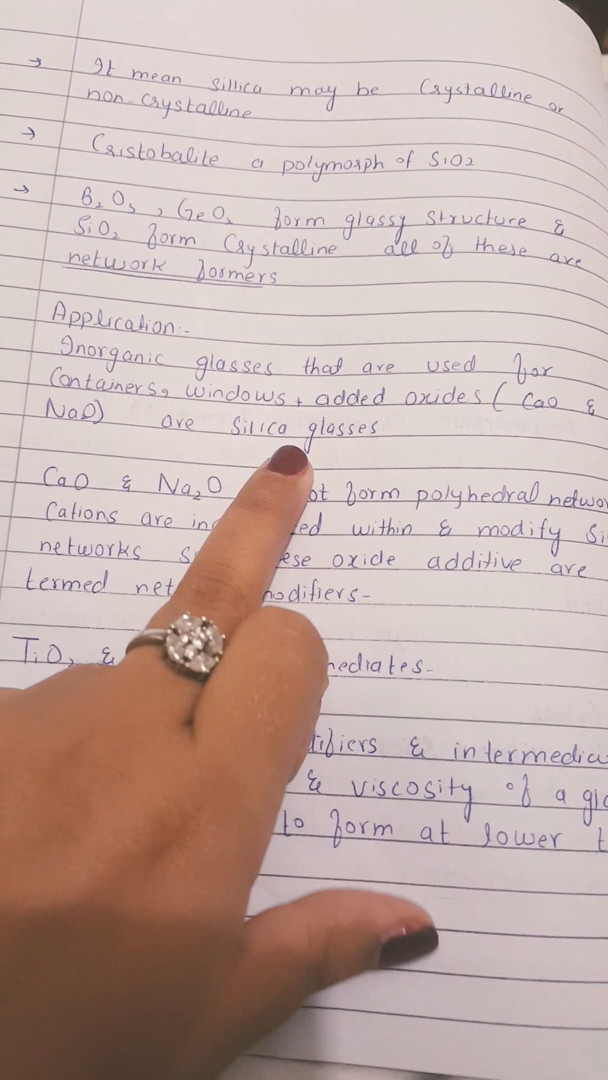 → It mean sillica may be Crystalline or
non-crystalline
→ Cristobalite a polymorph of SiO2
→ B₂O₃, GeO₂ form glassy structure &
SiO₂ form Crystalline all of these are
network formers
Application:-
Inorganic glasses that are used for
Containers, windows + added oxides ( CaO &
NaO) are silica glasses
CaO & Na₂O form polyhedral
Cations are within & modify
networks oxide additive are
termed
TiO₂ &
& intermedia
& viscosity of a
to form at lower